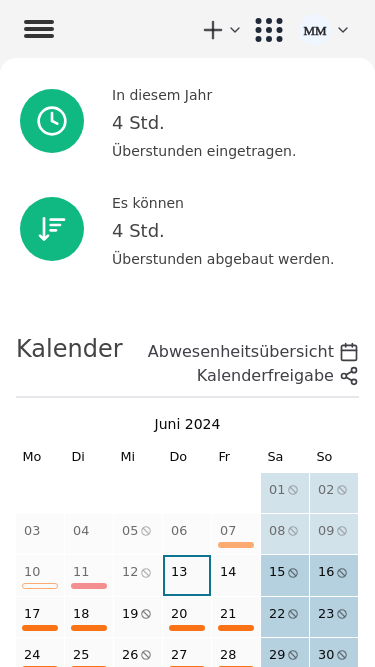 MM
In diesem Jahr
4 Std.
Überstunden eingetragen.
Es können
4 Std.
Überstunden abgebaut werden.
Kalender
Abwesenheitsübersicht
Kalenderfreigabe
Juni 2024
Mo Di Mi Do Fr Sa So
01 02
03 04 05 06 07 08 09
10 11 12 13 14 15 16
17 18 19 20 21 22 23
24 25 26 27 28 29 30